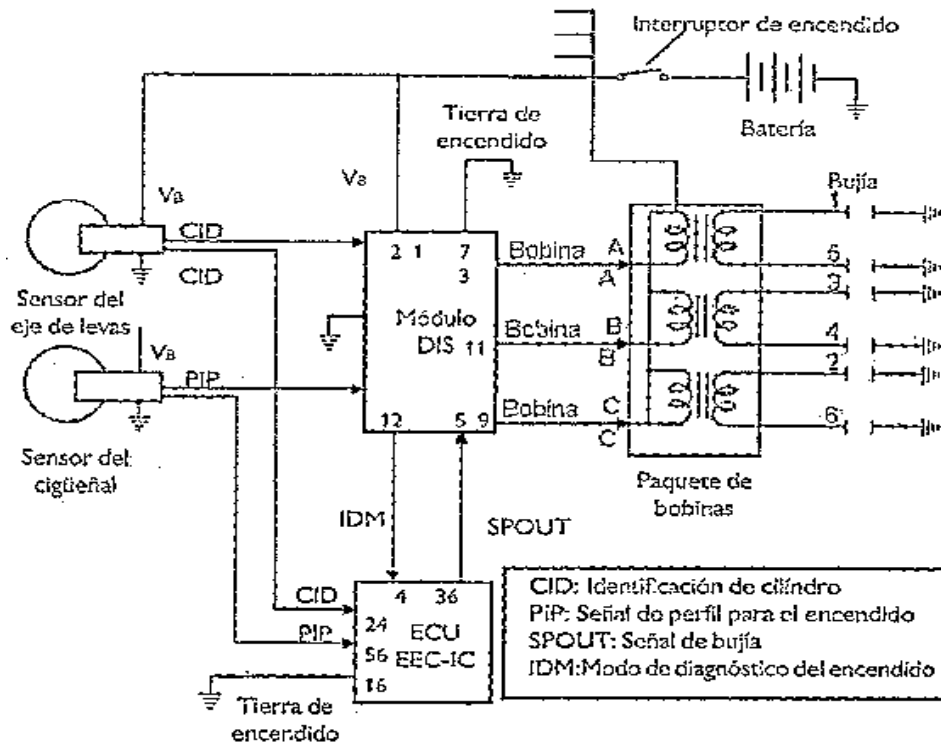 Interruptor de encendido
Batería
Tierra de
encendido
VB
VB
CID
CID
Sensor del
eje de levas
VB
PIP
Sensor del
cigüeñal
2 1 7
3
Módulo
DIS
11
12 5 9
Bobina A
A
Bobina B
B
Bobina C
C
Bujía
5
3
4
2
6
Paquete de
bobinas
IDM
SPOUT
CID
PIP
4 36
24
ECU
56
EEC-IC
16
Tierra de
encendido
CID: Identificación de cilindro
PIP: Señal de perfil para el encendido
SPOUT: Señal de bujía
IDM:Modo de diagnóstico del encendido